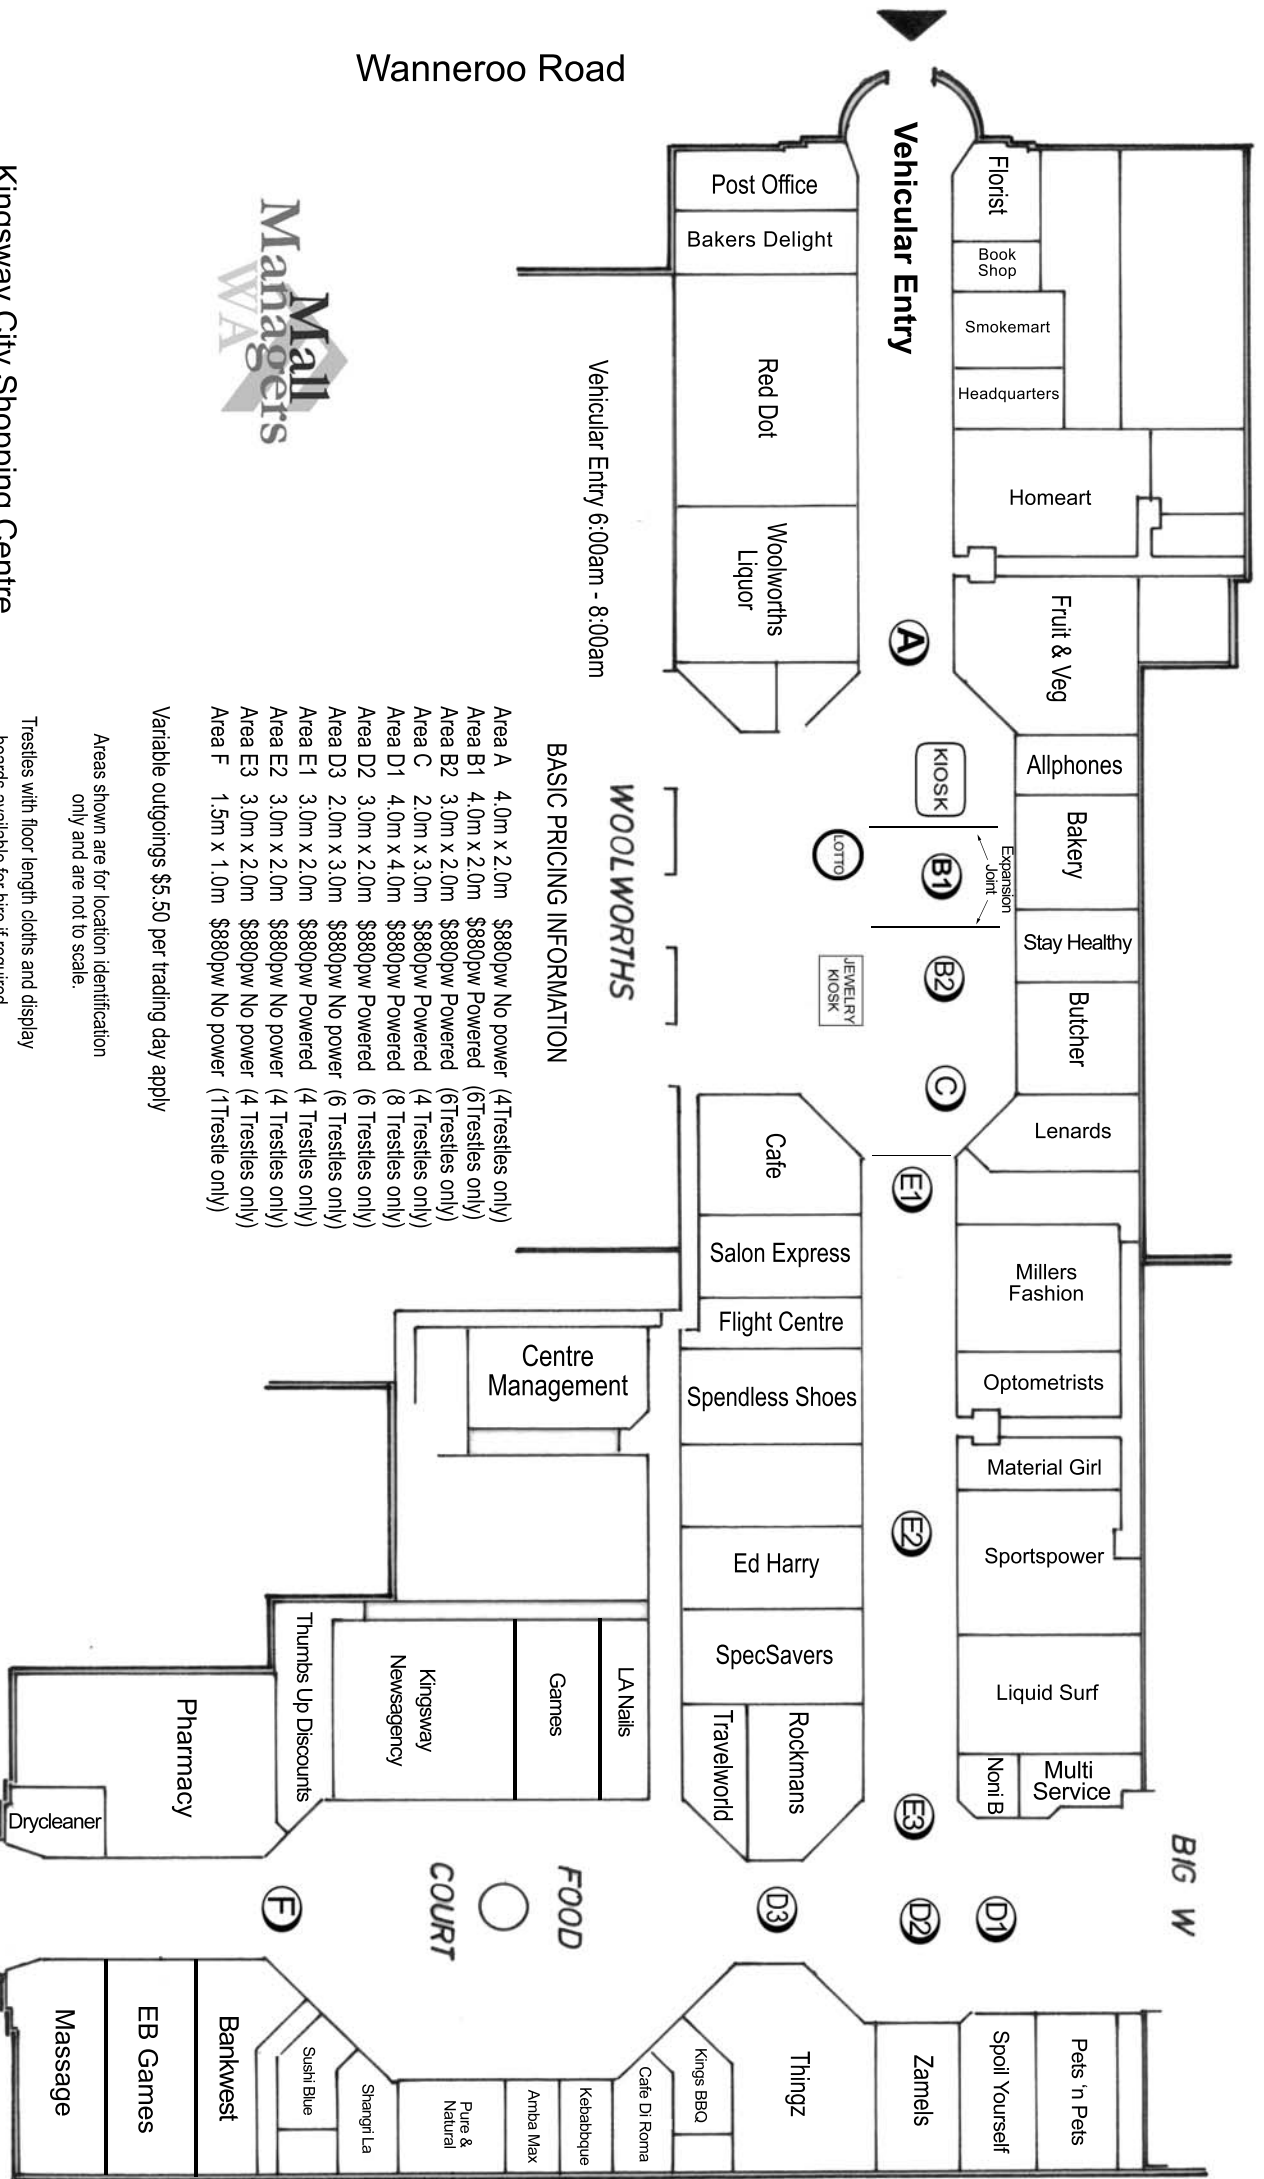 Wanneroo Road
Vehicular Entry
Post Office
Bakers Delight
Red Dot
Woolworths
Liquor
Florist
Book
Shop
Smokemart
Headquarters
Homeart
Fruit & Veg
A
Allphones
Bakery
Stay Healthy
Butcher
Lenards
KIOSK
Expansion
Joint
LOTTO
B1
B2
JEWELRY
KIOSK
C
WOOLWORTHS
Cafe
Salon Express
Flight Centre
Spendless Shoes
Ed Harry
SpecSavers
Travelworld
Rockmans
E1
Millers
Fashion
Optometrists
Material Girl
E2
Sportspower
Liquid Surf
Noni B
Multi
Service
E3
BIG W
D1
D2
D3
Centre
Management
LA Nails
Games
Kingsway
Newsagency
Thumbs Up Discounts
Pharmacy
Drycleaner
FOOD
COURT
F
Massage
EB Games
Bankwest
Sushi Blue
Shangri La
Pure &
Natural
Amba Max
Kebabbque
Cafe Di Roma
Kings BBQ
Thingz
Zamels
Spoil Yourself
Pets 'n Pets
Mall
Managers
WA
Vehicular Entry 6:00am - 8:00am
BASIC PRICING INFORMATION
Area A 4.0m x 2.0m $880pw No power (4Trestles only)
Area B1 4.0m x 2.0m $880pw Powered (6Trestles only)
Area B2 3.0m x 2.0m $880pw Powered (6Trestles only)
Area C 2.0m x 3.0m $880pw Powered (4 Trestles only)
Area D1 4.0m x 4.0m $880pw Powered (8 Trestles only)
Area D2 3.0m x 2.0m $880pw Powered (6 Trestles only)
Area D3 2.0m x 3.0m $880pw No power (6 Trestles only)
Area E1 3.0m x 2.0m $880pw Powered (4 Trestles only)
Area E2 3.0m x 2.0m $880pw No power (4 Trestles only)
Area E3 3.0m x 2.0m $880pw No power (4 Trestles only)
Area F 1.5m x 1.0m $880pw No power (1Trestle only)
Variable outgoings $5.50 per trading day apply
Areas shown are for location identification
only and are not to scale.
Trestles with floor length cloths and display
boards available for hire if required
Kingsway City Shopping Centre